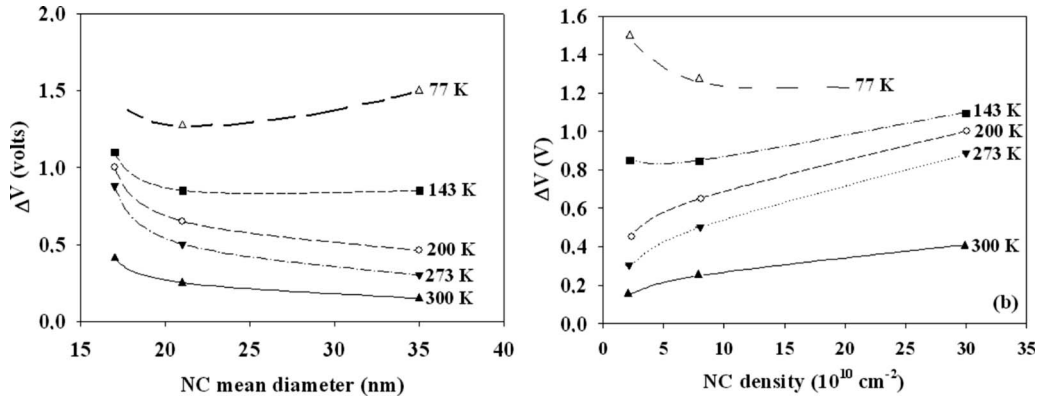 2.0
1.5
1.0
0.5
0.0
ΔV (volts)
77 K
143 K
200 K
273 K
300 K
15 20 25 30 35 40
NC mean diameter (nm)
1.6
1.4
1.2
1.0
0.8
0.6
0.4
0.2
0.0
ΔV (V)
77 K
143 K
200 K
273 K
300 K
(b)
0 5 10 15 20 25 30 35
NC density (10¹⁰ cm⁻²)